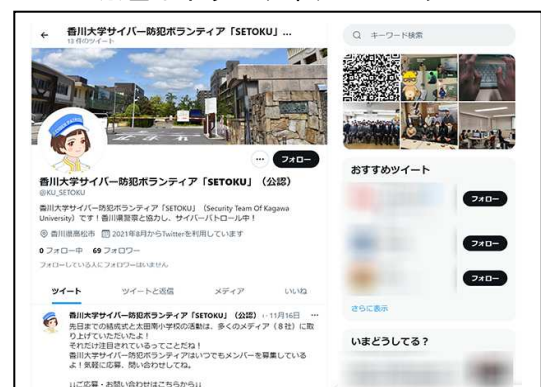 香川大学サイバー防犯ボランティア「SETOKU」...
13 件のツイート
キーワード検索
フォロー
香川大学サイバー防犯ボランティア「SETOKU」（公認）
@KU_SETOKU
香川大学サイバー防犯ボランティア「SETOKU」（Security Team Of Kagawa
University）です！香川県警察と協力し、サイバーパトロール中！
香川県高松市 2021年8月からTwitterを利用しています
0 フォロー中 69 フォロワー
フォローしている人にフォロワーはいません
ツイート ツイートと返信 メディア いいね
香川大学サイバー防犯ボランティア「SETOKU」（公認） · 11月16日
先日までの結成式と太田南小学校の活動は、多くのメディア（８社）に取
り上げていただいたよ！
それだけ注目されているってことだね！
香川大学サイバー防犯ボランティアはいつでもメンバーを募集している
よ！気軽に応募、問い合わせしてね。
↓↓ご応募・お問い合わせはこちらから↓↓
おすすめツイート
フォロー
フォロー
フォロー
さらに表示
いまどうしてる？